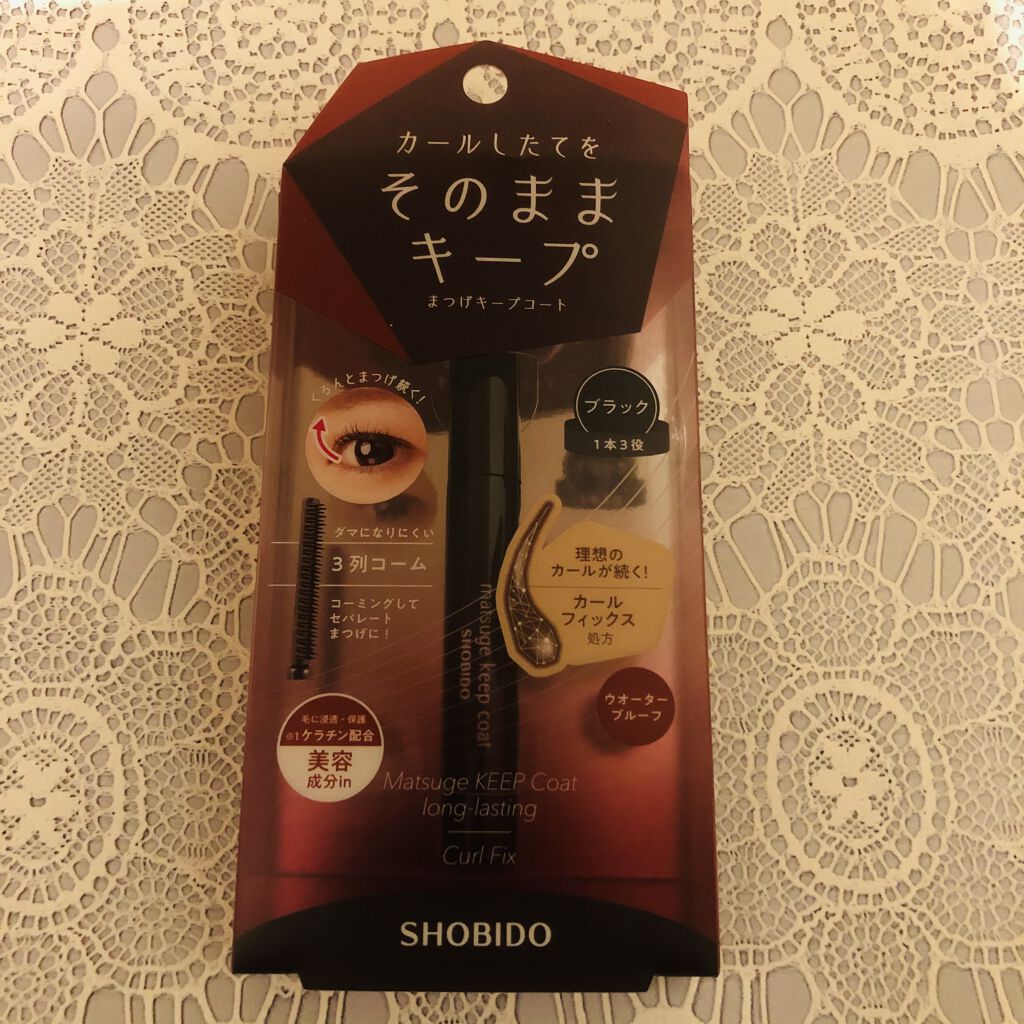 カールしたてを
そのまま
キープ
まつげキープコート
くるんとまつげ続く!
ブラック
1本3役
ダマになりにくい
3列コーム
コーミングして
セパレート
まつげに!
理想の
カールが続く!
カール
フィックス
処方
matsuge keep coat
SHOBIDO
ウオーター
プルーフ
毛に浸透・保護
※1ケラチン配合
美容
成分in
Matsuge KEEP Coat
long-lasting
Curl Fix
SHOBIDO